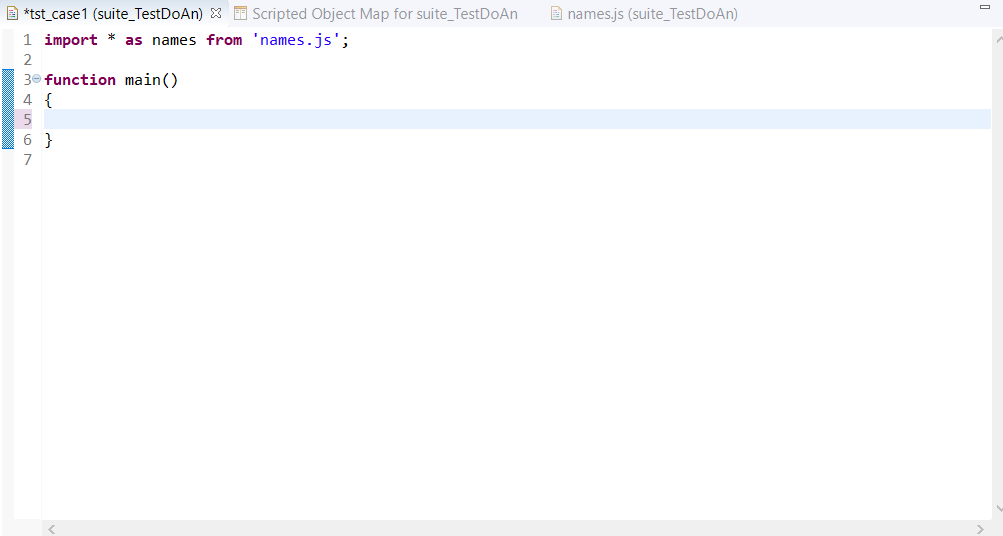 *tst_case1 (suite_TestDoAn) Scripted Object Map for suite_TestDoAn names.js (suite_TestDoAn)
1 import * as names from 'names.js';
2
3 function main()
4 {
5
6 }
7